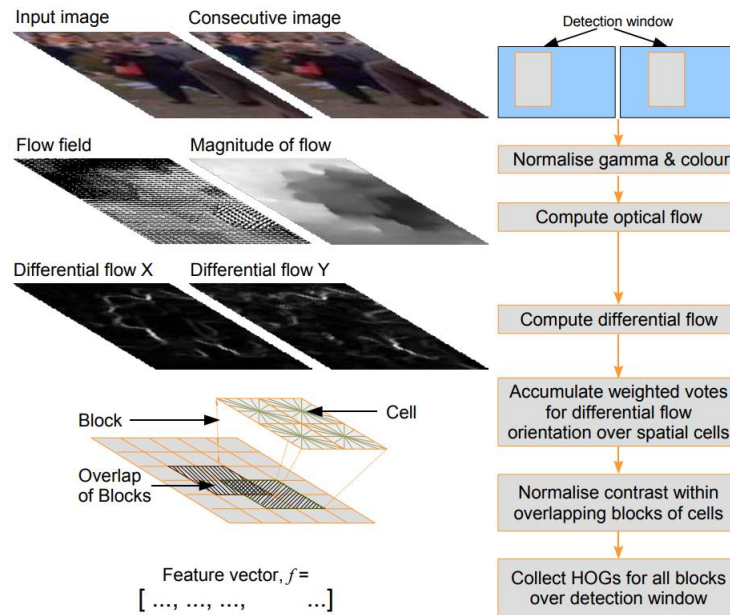 Input image
Consecutive image
Detection window
Flow field
Magnitude of flow
Normalise gamma & colour
Compute optical flow
Differential flow X
Differential flow Y
Compute differential flow
Block
Cell
Overlap
of Blocks
Accumulate weighted votes
for differential flow
orientation over spatial cells
Normalise contrast within
overlapping blocks of cells
Feature vector, f =
[ ..., ..., ..., ...]
Collect HOGs for all blocks
over detection window